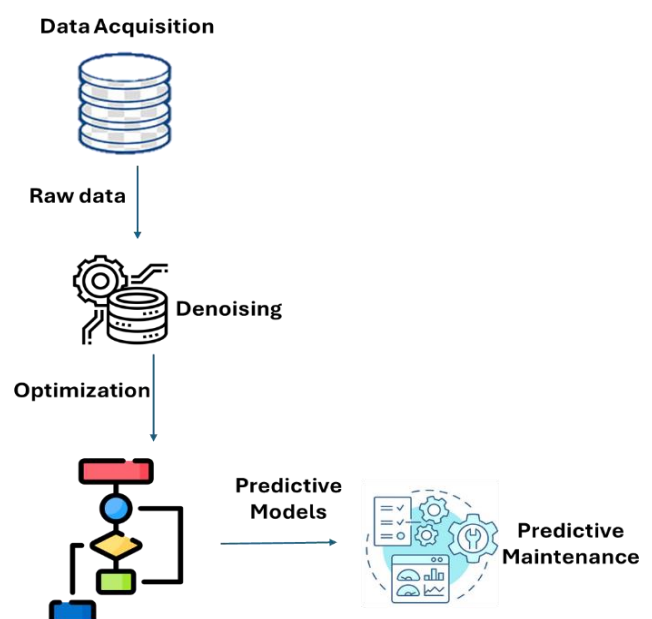 Data Acquisition
Raw data
Denoising
Optimization
Predictive
Models
Predictive
Maintenance